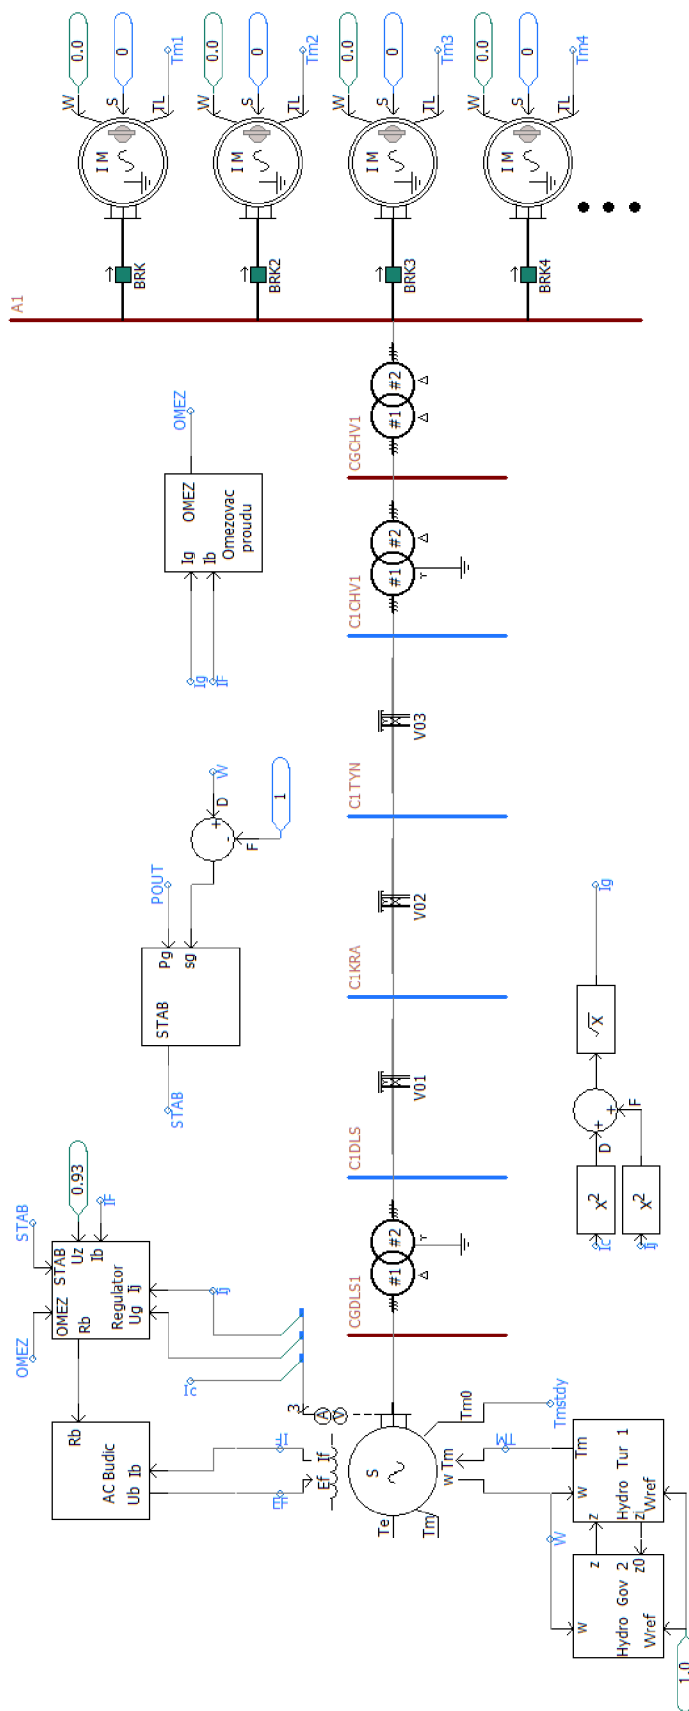 OMEZ
STAB
0.93
IF
OMEZ
STAB
Uz
Ib
Rb
Regulator
Ug
Ij
Ij
Ic
Rb
AC Budic
Ub
Ib
EF
IF
STAB
STAB
Pg
sg
POUT
W
D
+
-
F
1
Ig
IF
Ig
Ib
OMEZ
Omezovac
proudu
OMEZ
A1
W
0.0
S
0
TL
Tm1
I M
BRK
W
0.0
S
0
TL
Tm2
I M
BRK2
W
0.0
S
0
TL
Tm3
I M
BRK3
W
0.0
S
0
TL
Tm4
I M
BRK4
3
A
V
Te
Tm
Ef
If
S
w
Tm
Tm0
Tmstdy
TM
W
CGDLS1
#1
#2
C1DLS
V01
C1KRA
V02
C1TYN
V03
C1CHV1
#1
#2
CGCHV1
#1
#2
w
z
Hydro Gov 2
z0
Wref
w
z
Tm
Hydro Tur 1
zi
Wref
1.0
Ic
X²
Ij
X²
D
+
+
F
√X
Ig